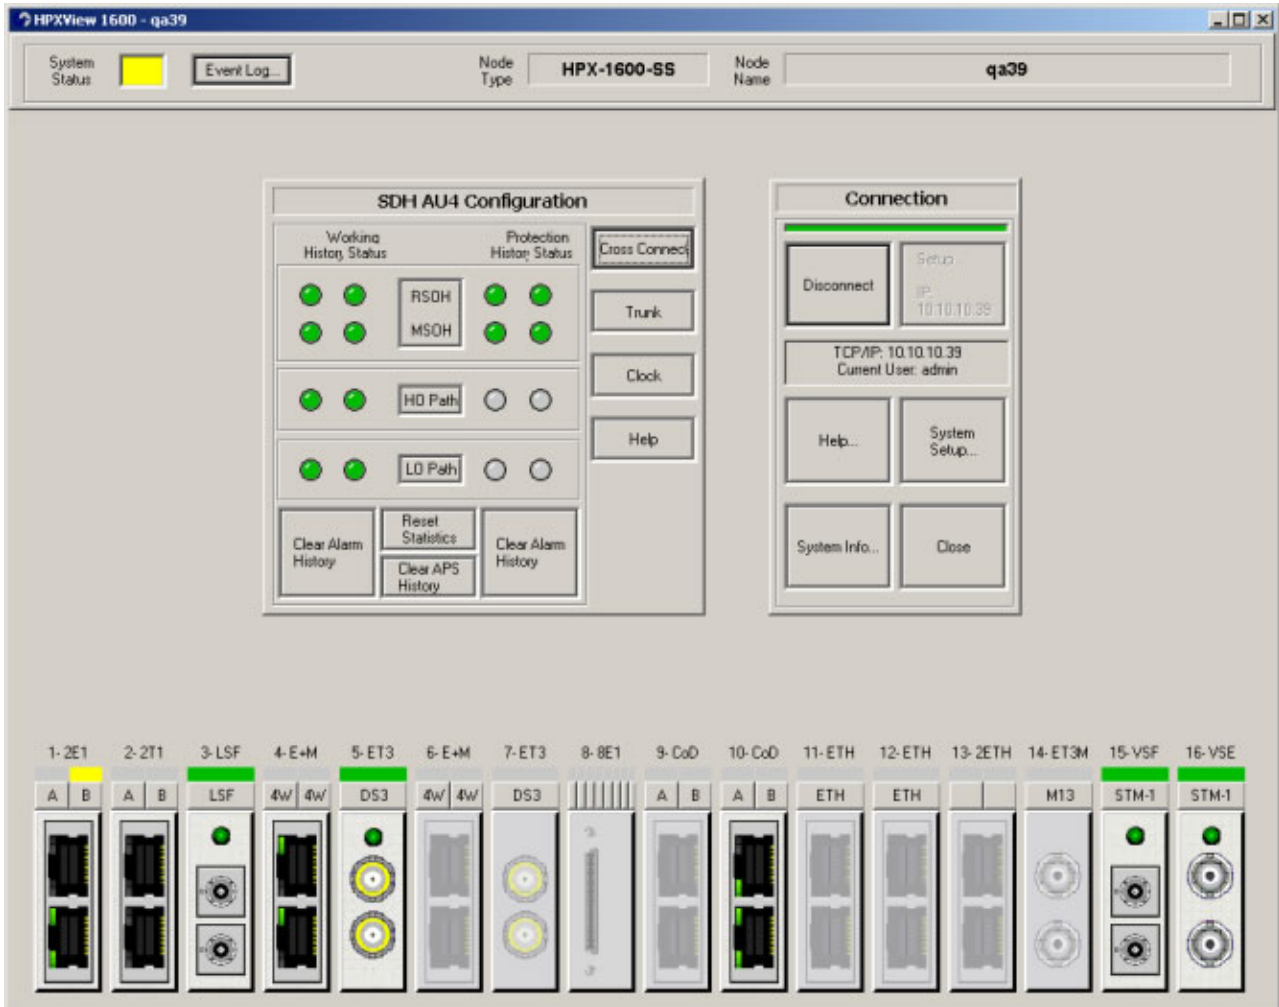 HPXView 1600 - qa39
System
Status
Event Log...
Node
Type
HPX-1600-SS
Node
Name
qa39
SDH AU4 Configuration
Working
History Status
Protection
History Status
RSOH
MSOH
HO Path
LO Path
Clear Alarm
History
Reset
Statistics
Clear APS
History
Clear Alarm
History
Cross Connect
Trunk
Clock
Help
Connection
Disconnect
Setup
IP:
10.10.10.39
TCP/IP: 10.10.10.39
Current User: admin
Help...
System
Setup...
System Info...
Close
1- 2E1 2- 2T1 3- LSF 4- E+M 5- ET3 6- E+M 7- ET3 8- 8E1 9- CoD 10- CoD 11- ETH 12- ETH 13- 2ETH 14- ET3M 15- VSF 16- VSE
A B A B LSF 4W 4W DS3 4W 4W DS3 A B A B ETH ETH M13 STM-1 STM-1